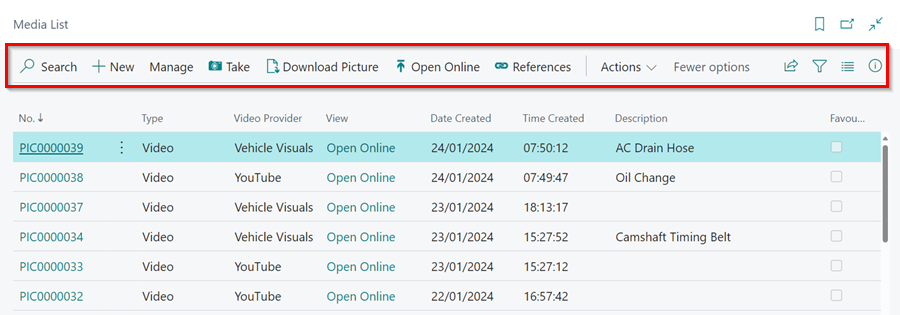 Media List
Search New Manage Take Download Picture Open Online References Actions Fewer options
No.↓ Type Video Provider View Date Created Time Created Description Favou...
PIC0000039 Video Vehicle Visuals Open Online 24/01/2024 07:50:12 AC Drain Hose
PIC0000038 Video YouTube Open Online 24/01/2024 07:49:47 Oil Change
PIC0000037 Video Vehicle Visuals Open Online 23/01/2024 18:13:17
PIC0000034 Video Vehicle Visuals Open Online 23/01/2024 15:27:52 Camshaft Timing Belt
PIC0000033 Video YouTube Open Online 23/01/2024 15:27:12
PIC0000032 Video YouTube Open Online 22/01/2024 16:57:42